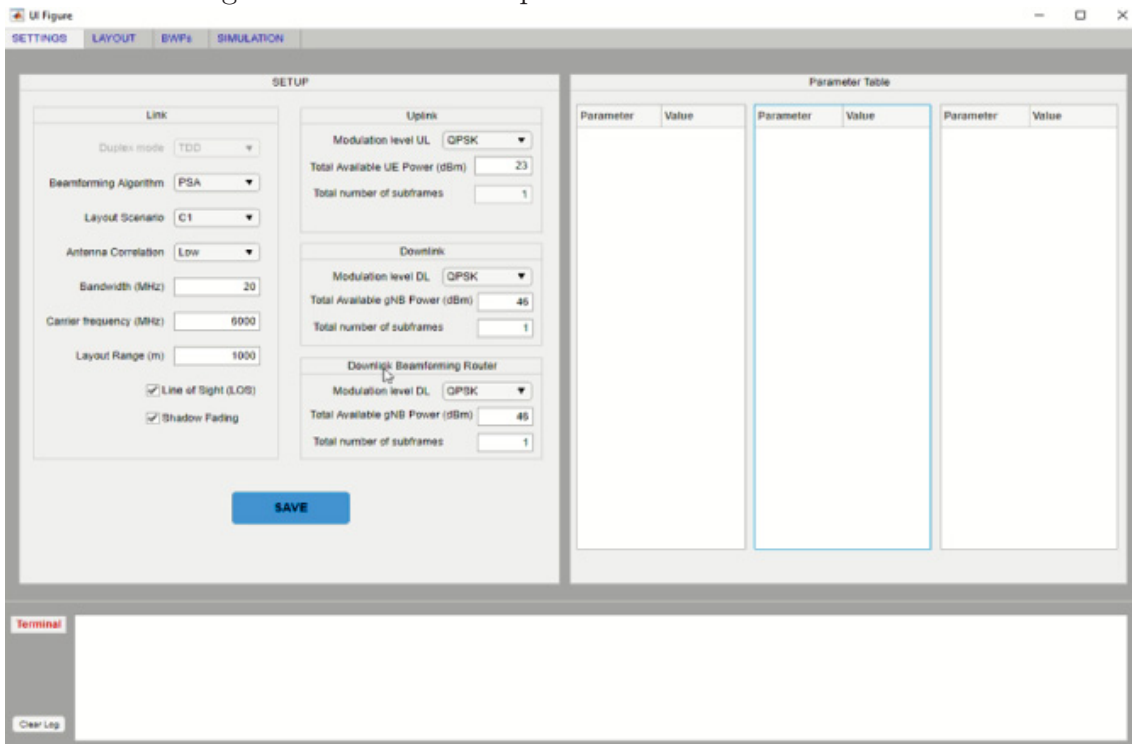 UI Figure
SETTINGS LAYOUT BWPs SIMULATION
SETUP
Link
Duplex mode TDD
Beamforming Algorithm PSA
Layout Scenario C1
Antenna Correlation Low
Bandwidth (MHz) 20
Carrier frequency (MHz) 6000
Layout Range (m) 1000
Line of Sight (LOS)
Shadow Fading
Uplink
Modulation level UL QPSK
Total Available UE Power (dBm) 23
Total number of subframes 1
Downlink
Modulation level DL QPSK
Total Available gNB Power (dBm) 46
Total number of subframes 1
Downlink Beamforming Router
Modulation level DL QPSK
Total Available gNB Power (dBm) 46
Total number of subframes 1
SAVE
Parameter Table
Parameter Value Parameter Value Parameter Value
Terminal
Clear Log